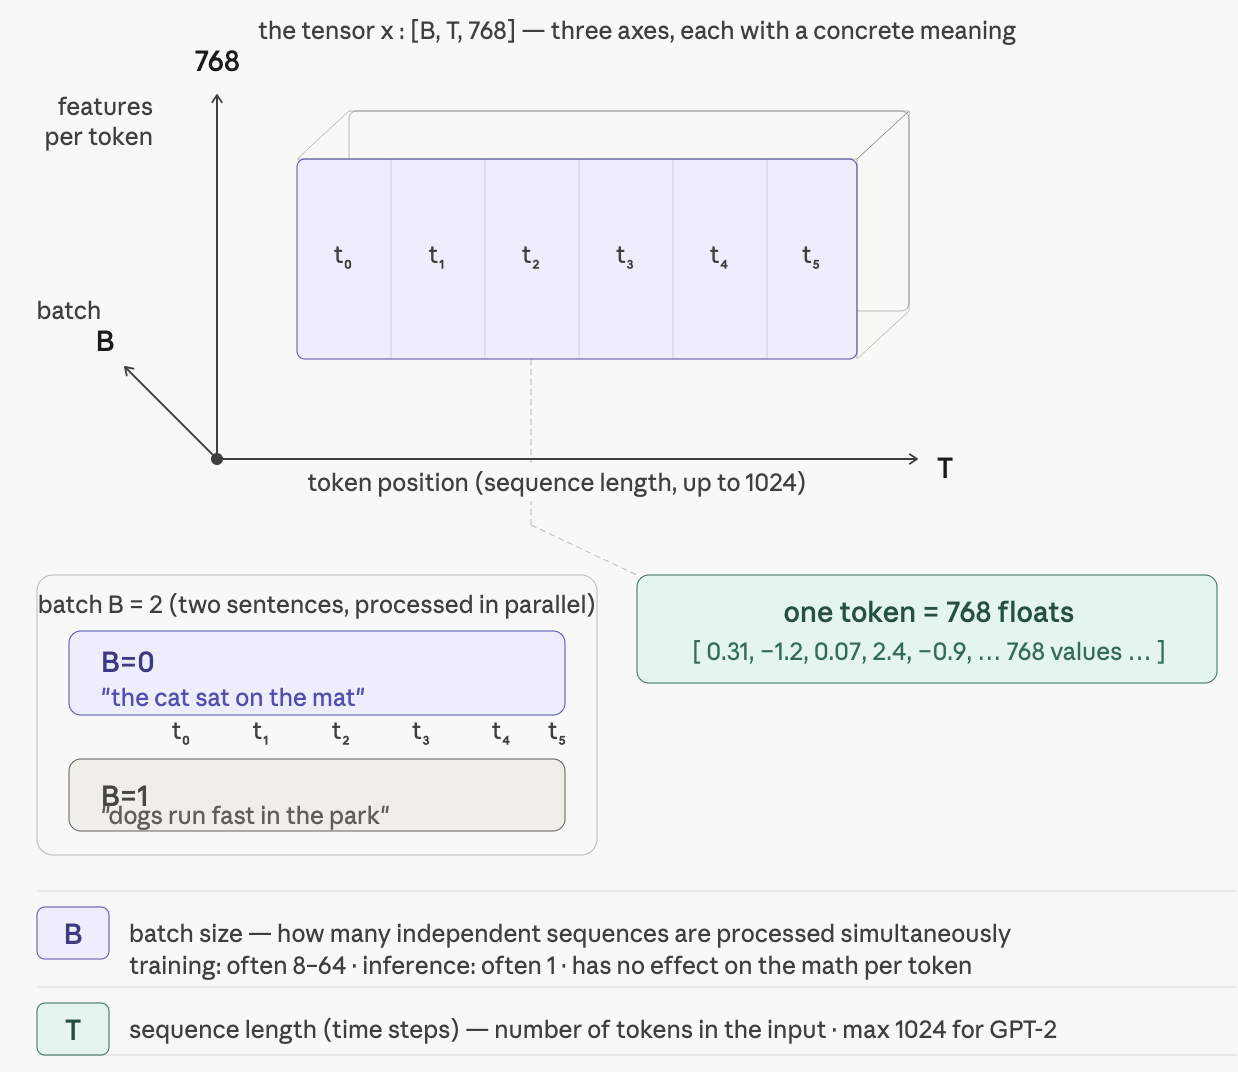 the tensor x : [B, T, 768] — three axes, each with a concrete meaning
768
features
per token
t₀ t₁ t₂ t₃ t₄ t₅
batch
B
T
token position (sequence length, up to 1024)
batch B = 2 (two sentences, processed in parallel)
B=0
"the cat sat on the mat"
t₀ t₁ t₂ t₃ t₄ t₅
B=1
"dogs run fast in the park"
one token = 768 floats
[ 0.31, −1.2, 0.07, 2.4, −0.9, … 768 values … ]
B
batch size — how many independent sequences are processed simultaneously
training: often 8–64 · inference: often 1 · has no effect on the math per token
T
sequence length (time steps) — number of tokens in the input · max 1024 for GPT-2